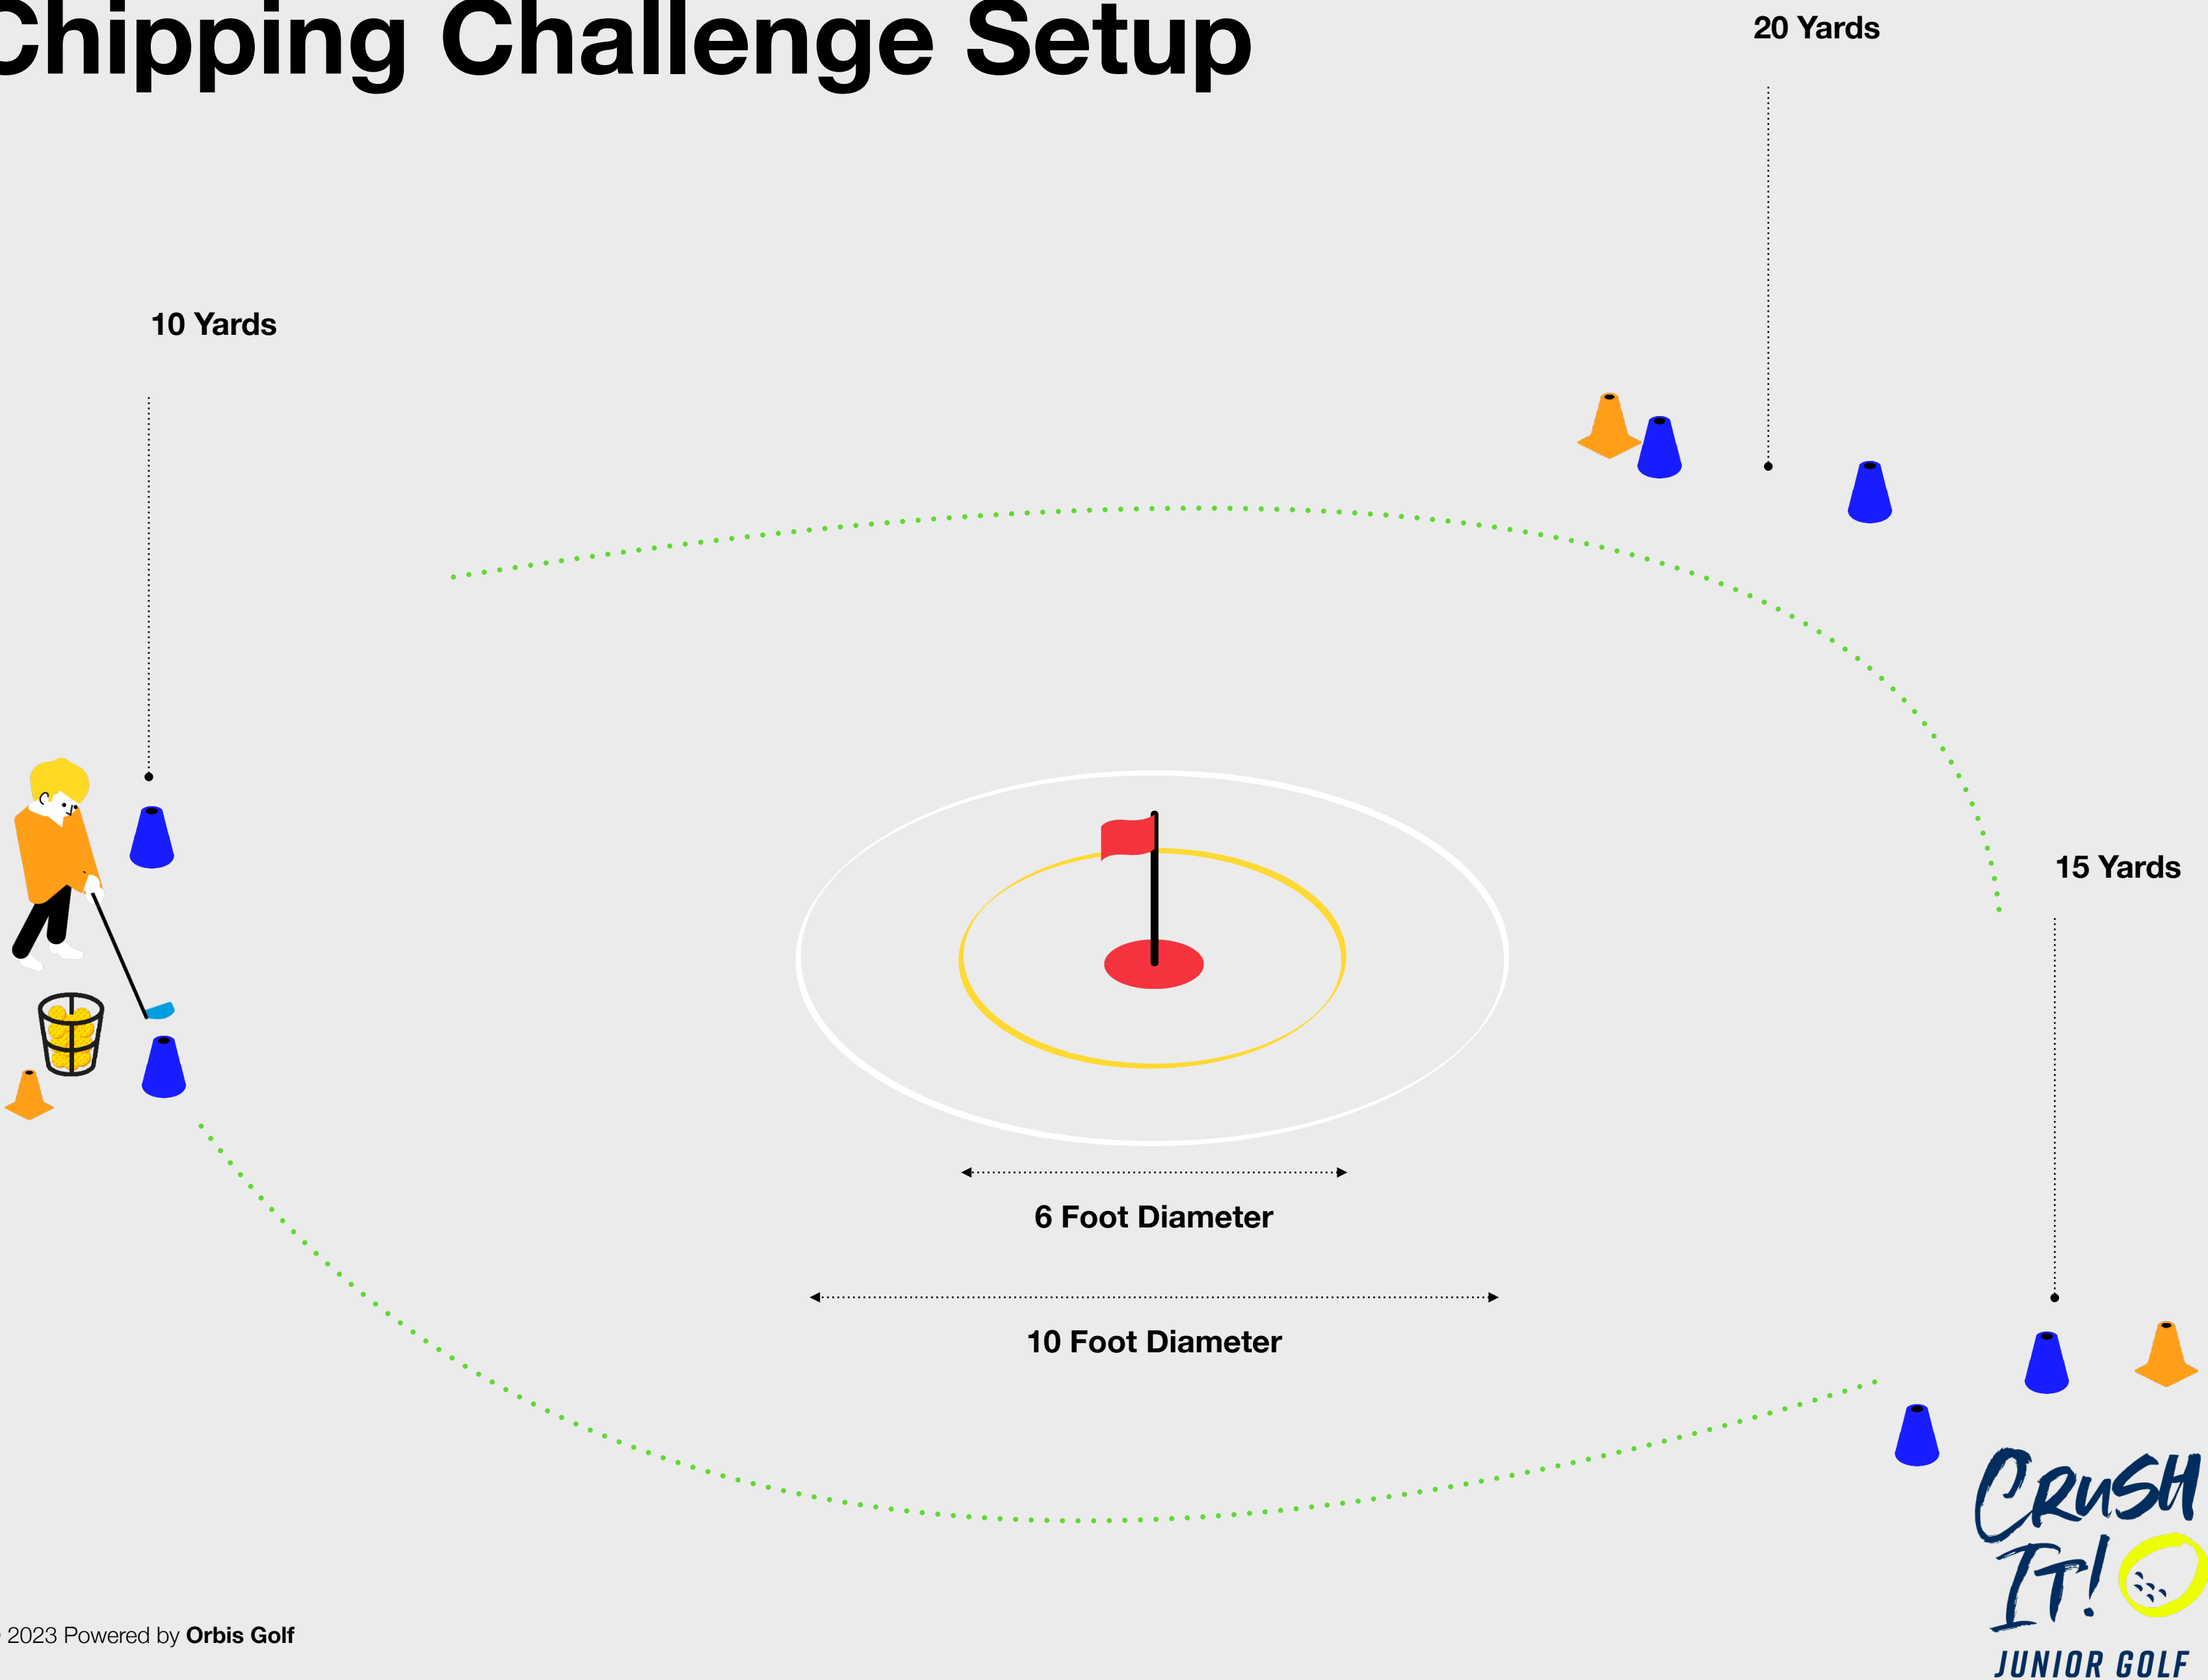 Chipping Challenge Setup
20 Yards
10 Yards
15 Yards
6 Foot Diameter
10 Foot Diameter
CRUSH
IT!
JUNIOR GOLF
2023 Powered by Orbis Golf